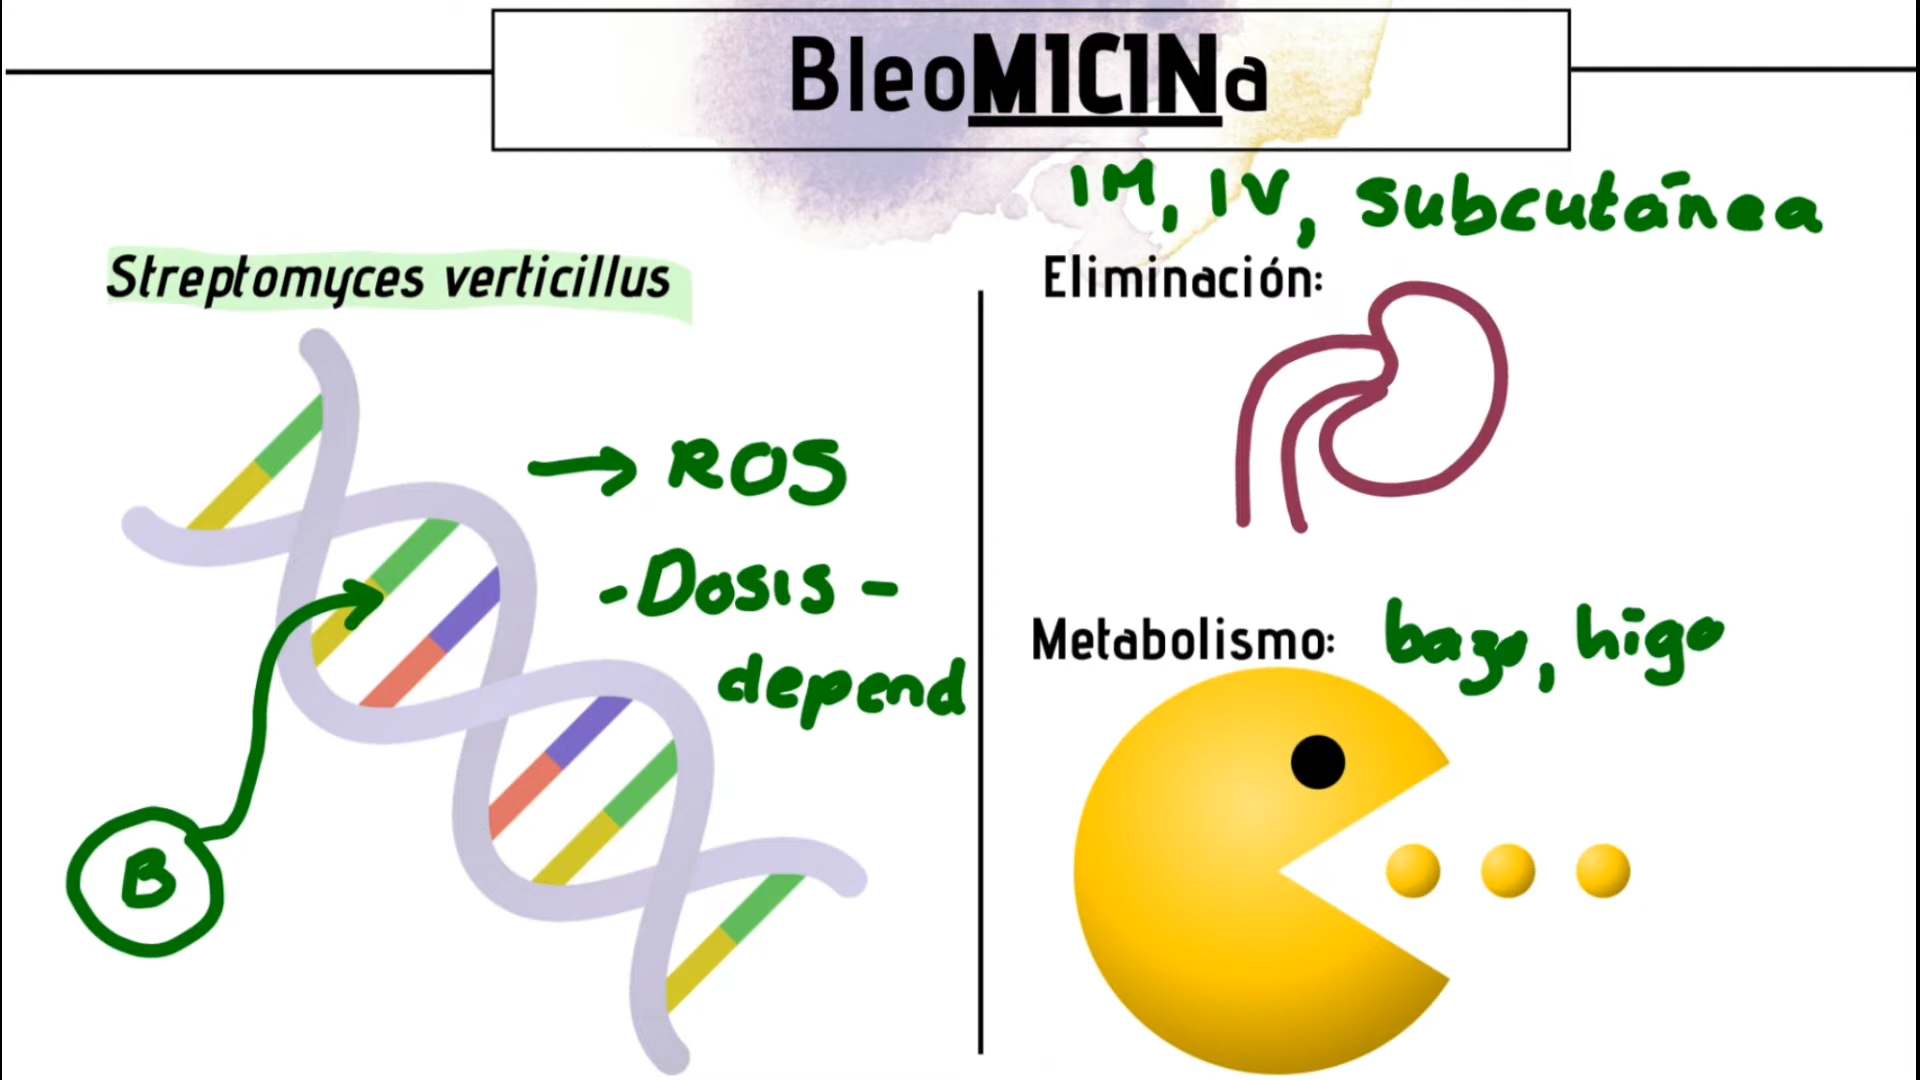 BleoMICINa
IM, IV, subcutánea
Streptomyces verticillus
→ ROS
- Dosis -
depend
B
Eliminación:
Metabolismo: bazo, higo